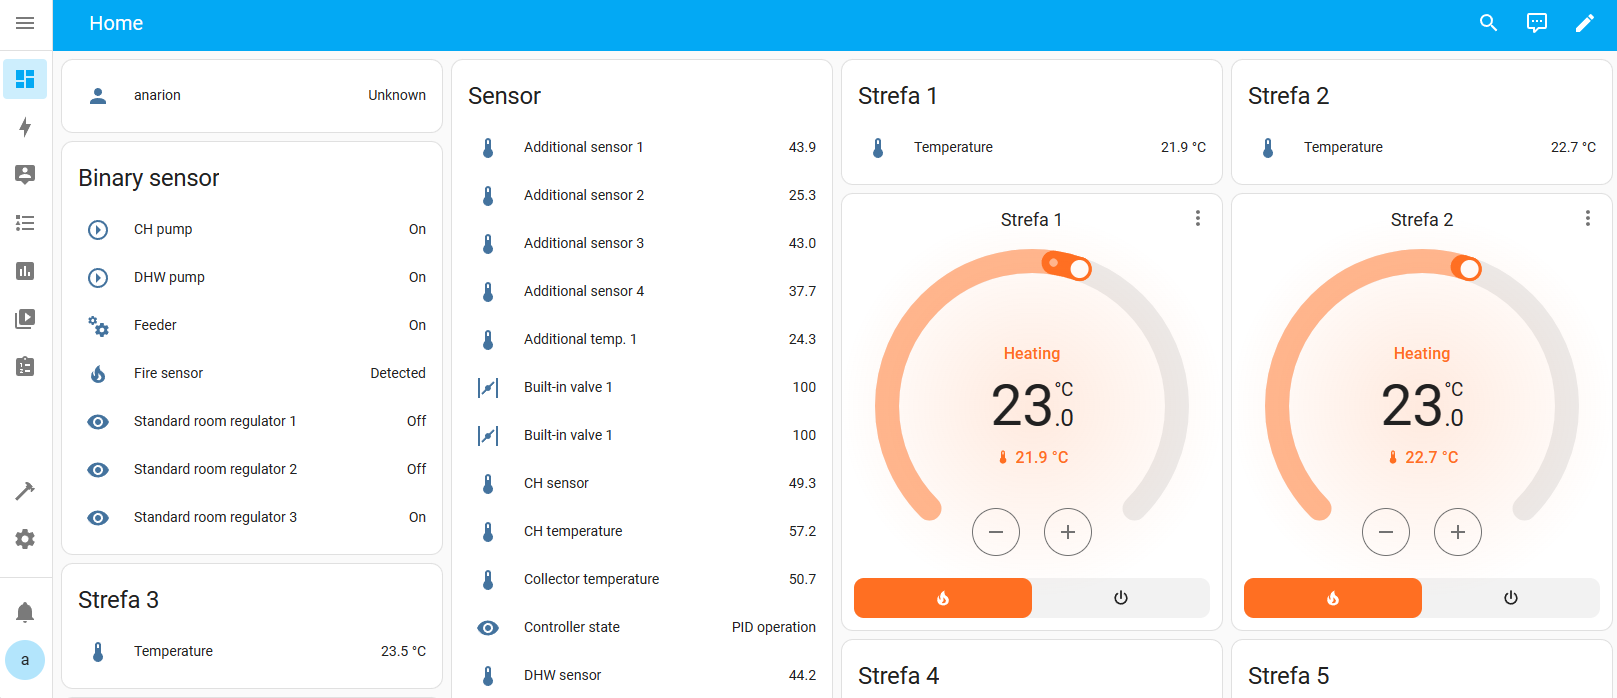 Home
anarion Unknown
Binary sensor
CH pump On
DHW pump On
Feeder On
Fire sensor Detected
Standard room regulator 1 Off
Standard room regulator 2 Off
Standard room regulator 3 On
Strefa 3
Temperature 23.5 °C
a
Sensor
Additional sensor 1 43.9
Additional sensor 2 25.3
Additional sensor 3 43.0
Additional sensor 4 37.7
Additional temp. 1 24.3
Built-in valve 1 100
Built-in valve 1 100
CH sensor 49.3
CH temperature 57.2
Collector temperature 50.7
Controller state PID operation
DHW sensor 44.2
Strefa 1
Temperature 21.9 °C
Strefa 1
Heating
23.0 °C
21.9 °C
Strefa 4
Strefa 2
Temperature 22.7 °C
Strefa 2
Heating
23.0 °C
22.7 °C
Strefa 5